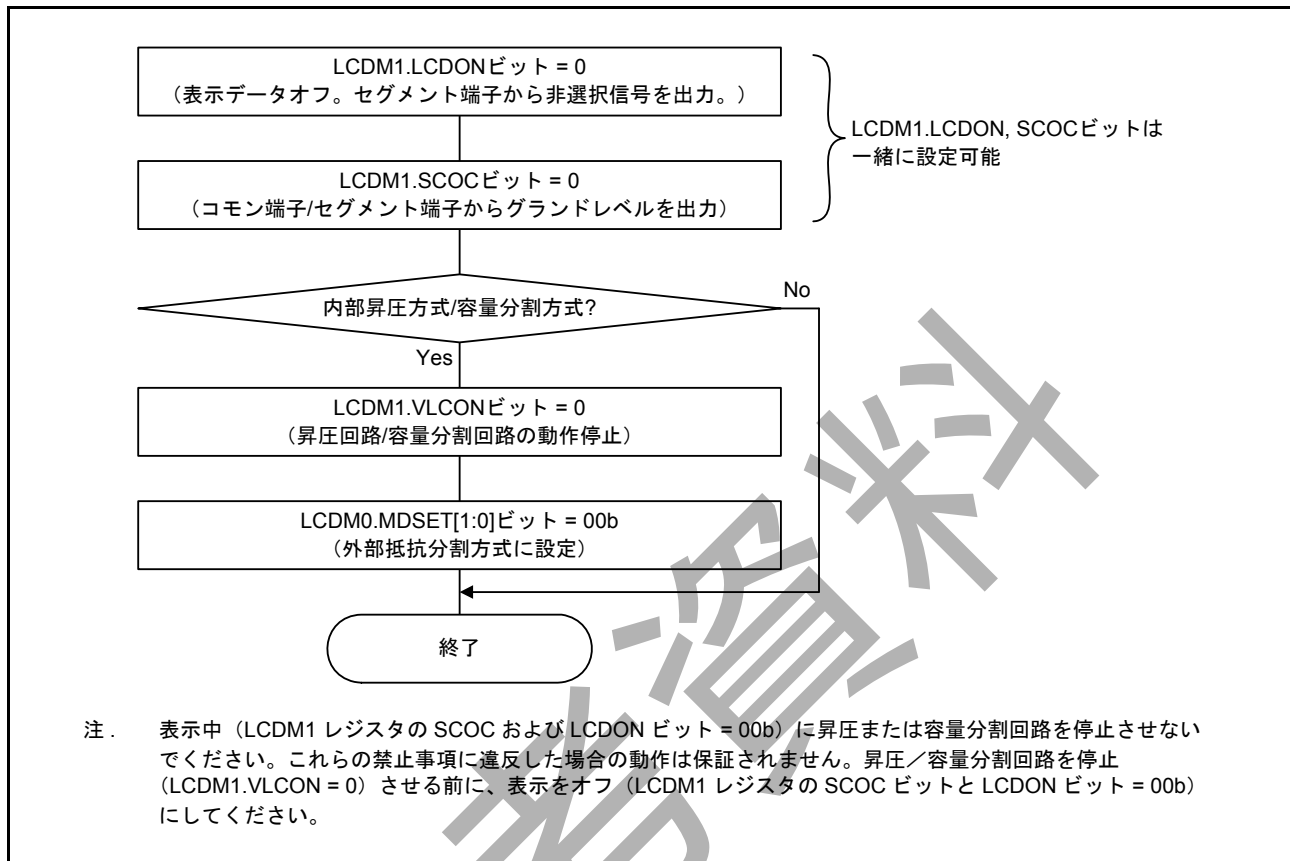 LCDM1.LCDONビット = 0
（表示データオフ。セグメント端子から非選択信号を出力。）
LCDM1.LCDON, SCOCビットは
一緒に設定可能
LCDM1.SCOCビット = 0
（コモン端子/セグメント端子からグランドレベルを出力）
内部昇圧方式/容量分割方式?
No
Yes
LCDM1.VLCONビット = 0
（昇圧回路/容量分割回路の動作停止）
LCDM0.MDSET[1:0]ビット = 00b
（外部抵抗分割方式に設定）
終了
注． 表示中（LCDM1 レジスタの SCOC および LCDON ビット = 00b）に昇圧または容量分割回路を停止させない
でください。これらの禁止事項に違反した場合の動作は保証されません。昇圧／容量分割回路を停止
（LCDM1.VLCON = 0）させる前に、表示をオフ（LCDM1 レジスタの SCOC ビットと LCDON ビット = 00b）
にしてください。
考資料